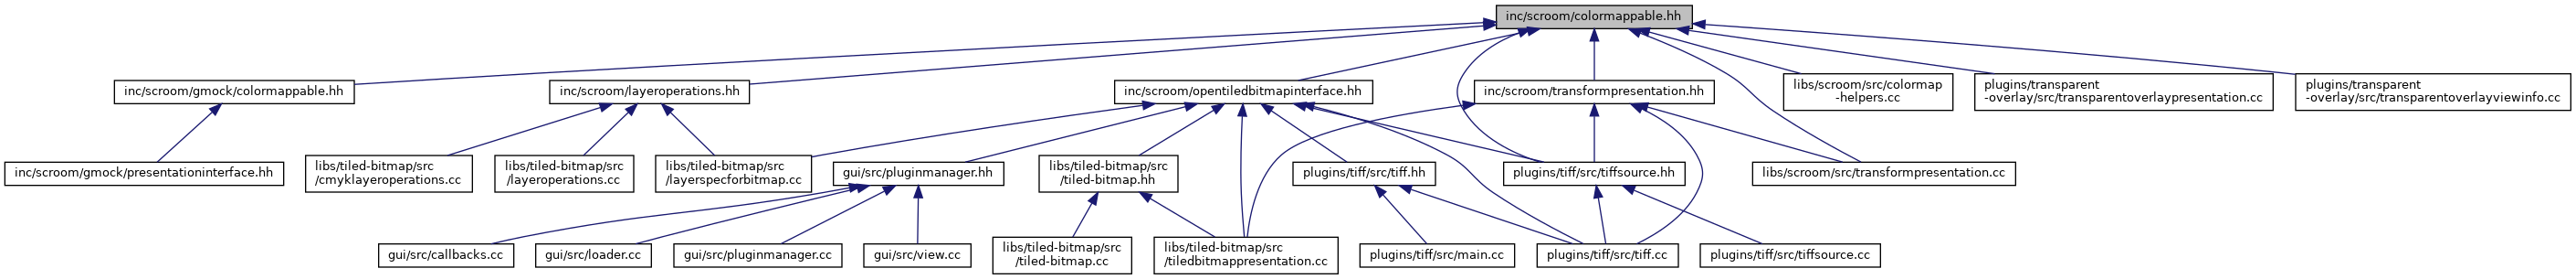 inc/scroom/colormappable.hh
inc/scroom/gmock/colormappable.hh
inc/scroom/layeroperations.hh
inc/scroom/opentiledbitmapinterface.hh
inc/scroom/transformpresentation.hh
libs/scroom/src/colormap
-helpers.cc
plugins/transparent
-overlay/src/transparentoverlaypresentation.cc
plugins/transparent
-overlay/src/transparentoverlayviewinfo.cc
inc/scroom/gmock/presentationinterface.hh
libs/tiled-bitmap/src
/cmyklayeroperations.cc
libs/tiled-bitmap/src
/layeroperations.cc
libs/tiled-bitmap/src
/layerspecforbitmap.cc
gui/src/pluginmanager.hh
libs/tiled-bitmap/src
/tiled-bitmap.hh
plugins/tiff/src/tiff.hh
plugins/tiff/src/tiffsource.hh
libs/scroom/src/transformpresentation.cc
gui/src/callbacks.cc
gui/src/loader.cc
gui/src/pluginmanager.cc
gui/src/view.cc
libs/tiled-bitmap/src
/tiled-bitmap.cc
libs/tiled-bitmap/src
/tiledbitmappresentation.cc
plugins/tiff/src/main.cc
plugins/tiff/src/tiff.cc
plugins/tiff/src/tiffsource.cc